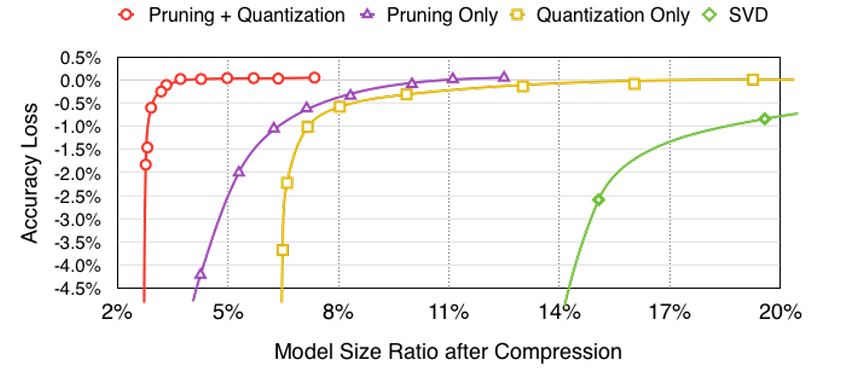 Pruning + Quantization Pruning Only Quantization Only SVD
0.5%
0.0%
-0.5%
-1.0%
-1.5%
-2.0%
-2.5%
-3.0%
-3.5%
-4.0%
-4.5%
Accuracy Loss
2% 5% 8% 11% 14% 17% 20%
Model Size Ratio after Compression